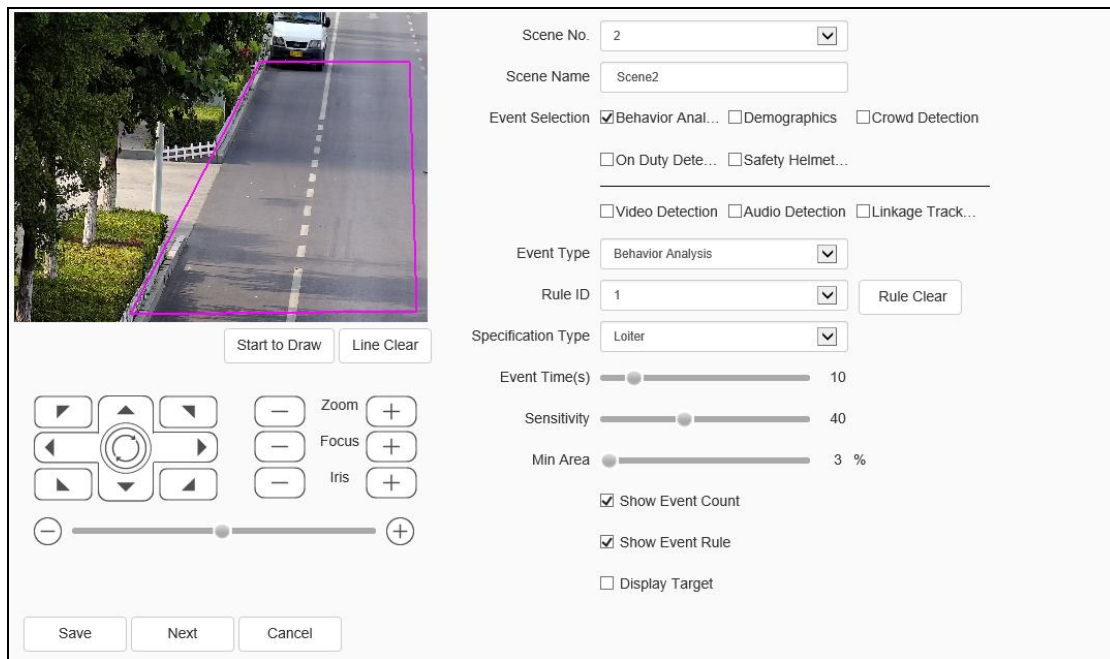 Scene No. 2
Scene Name Scene2
Event Selection Behavior Anal... Demographics Crowd Detection
On Duty Dete... Safety Helmet...
Video Detection Audio Detection Linkage Track...
Event Type Behavior Analysis
Rule ID 1 Rule Clear
Specification Type Loiter
Start to Draw Line Clear
Event Time(s) 10
Sensitivity 40
Min Area 3 %
Zoom
Focus
Iris
Show Event Count
Show Event Rule
Display Target
Save Next Cancel